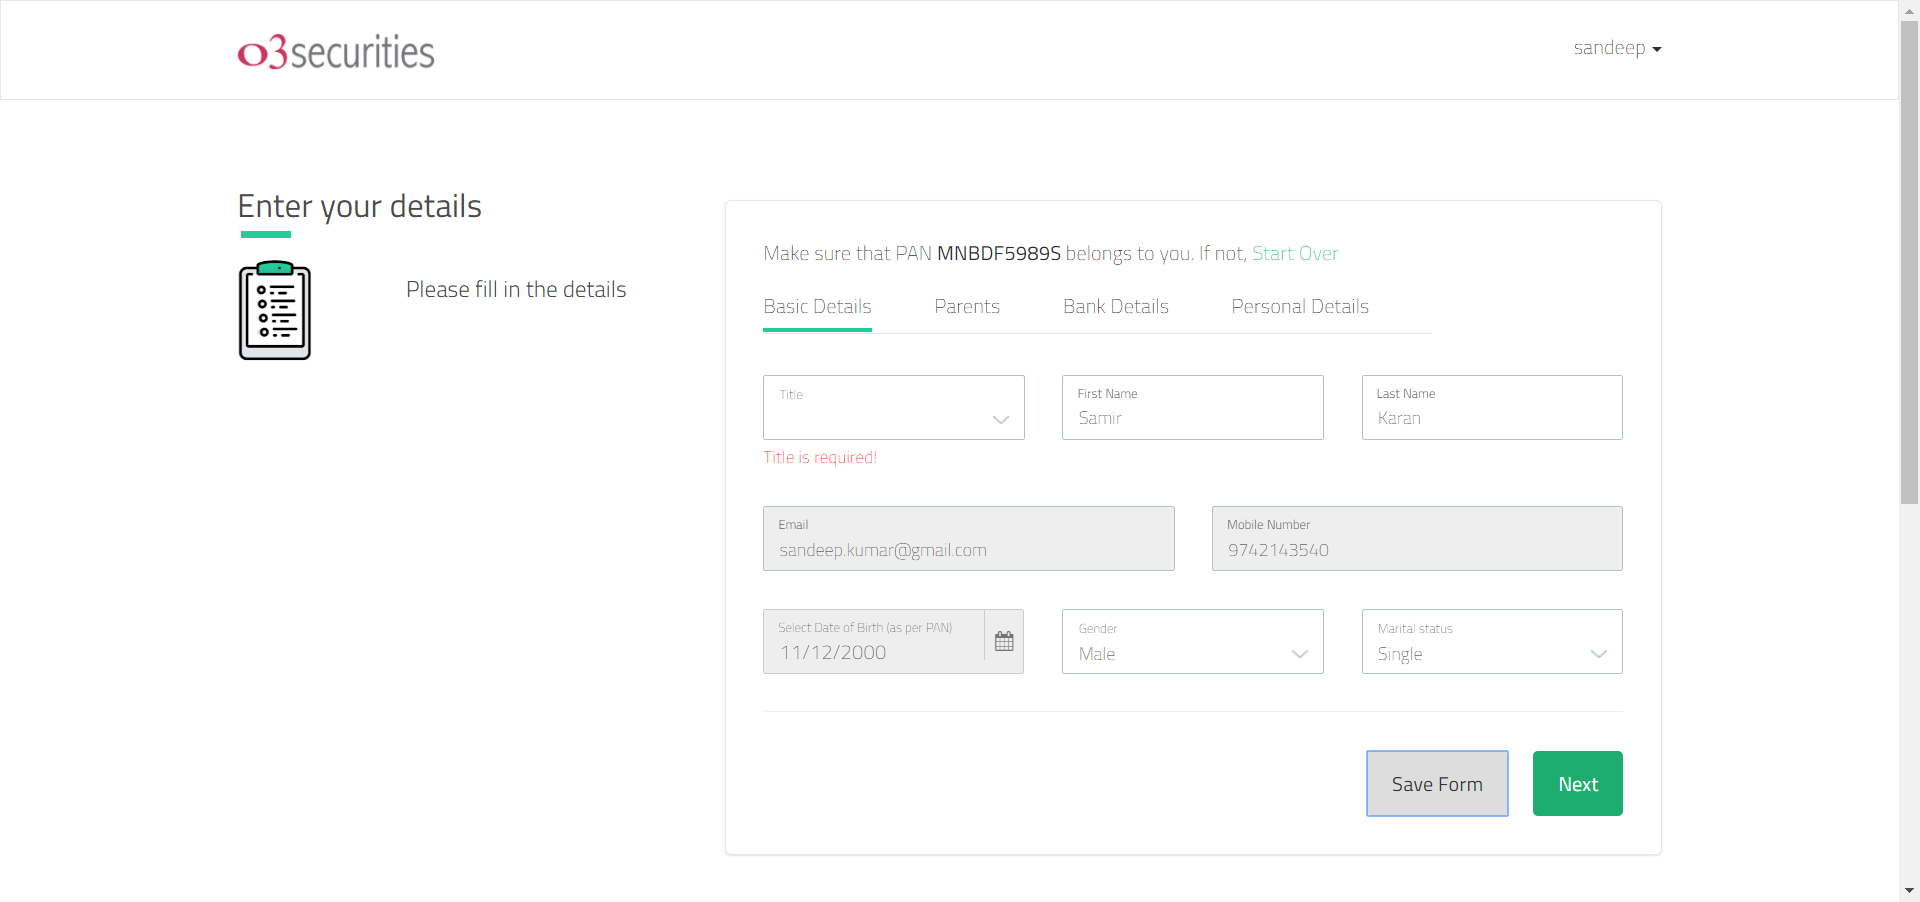 o3securities
sandeep
Enter your details
Please fill in the details
Make sure that PAN MNBDF5989S belongs to you. If not, Start Over
Basic Details Parents Bank Details Personal Details
Title
First Name
Samir
Last Name
Karan
Title is required!
Email
sandeep.kumar@gmail.com
Mobile Number
9742143540
Select Date of Birth (as per PAN)
11/12/2000
Gender
Male
Marital status
Single
Save Form
Next